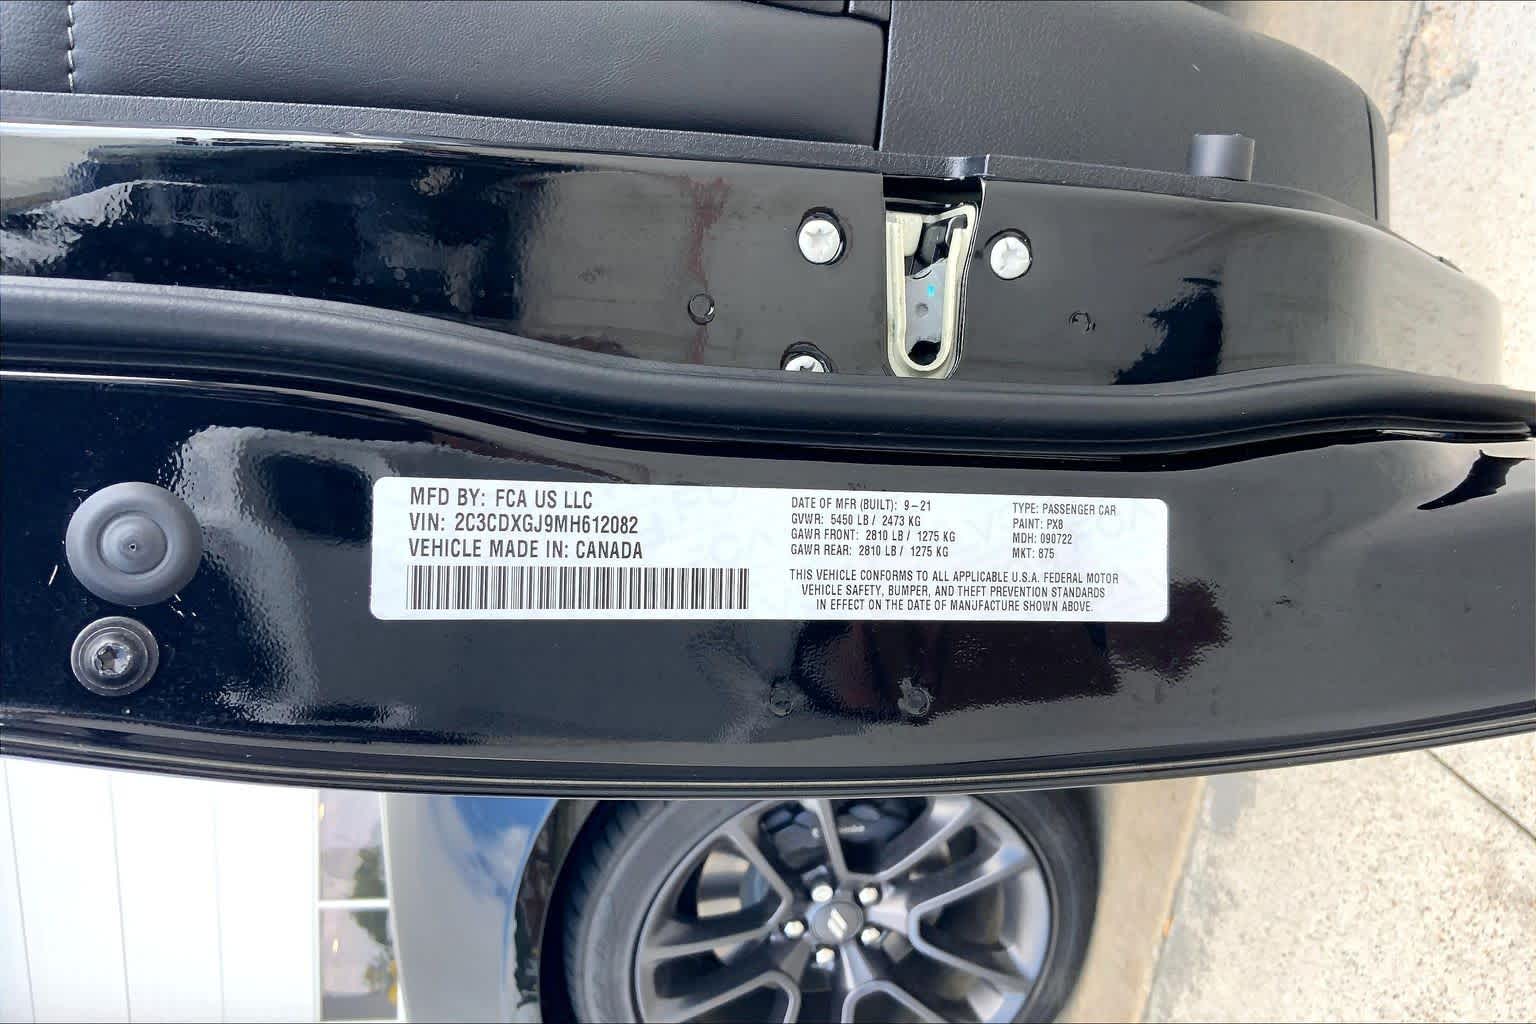 MFD BY: FCA US LLC
VIN: 2C3CDXGJ9MH612082
VEHICLE MADE IN: CANADA
DATE OF MFR (BUILT): 9-21
GVWR: 5450 LB / 2473 KG
GAWR FRONT: 2810 LB / 1275 KG
GAWR REAR: 2810 LB / 1275 KG
TYPE: PASSENGER CAR
PAINT: PX8
MDH: 090722
MKT: 875
THIS VEHICLE CONFORMS TO ALL APPLICABLE U.S.A. FEDERAL MOTOR
VEHICLE SAFETY, BUMPER, AND THEFT PREVENTION STANDARDS
IN EFFECT ON THE DATE OF MANUFACTURE SHOWN ABOVE.